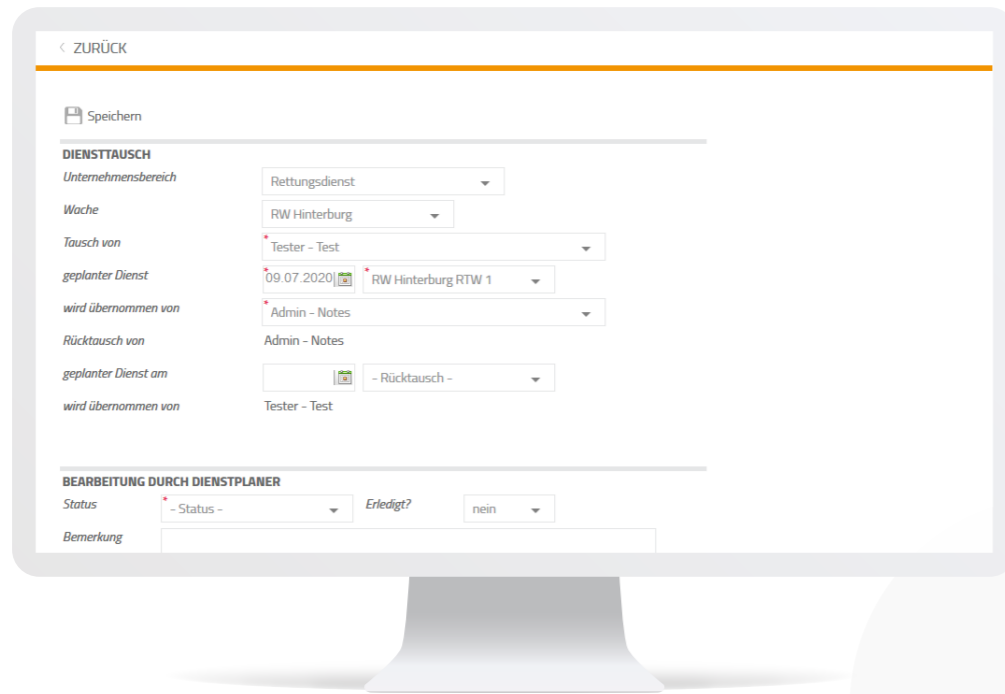 < ZURÜCK
Speichern
DIENSTTAUSCH
Unternehmensbereich Rettungsdienst
Wache RW Hinterburg
Tausch von * Tester - Test
geplanter Dienst * 09.07.2020 * RW Hinterburg RTW 1
wird übernommen von * Admin - Notes
Rücktausch von Admin - Notes
geplanter Dienst am - Rücktausch -
wird übernommen von Tester - Test
BEARBEITUNG DURCH DIENSTPLANER
Status * - Status - Erledigt? nein
Bemerkung